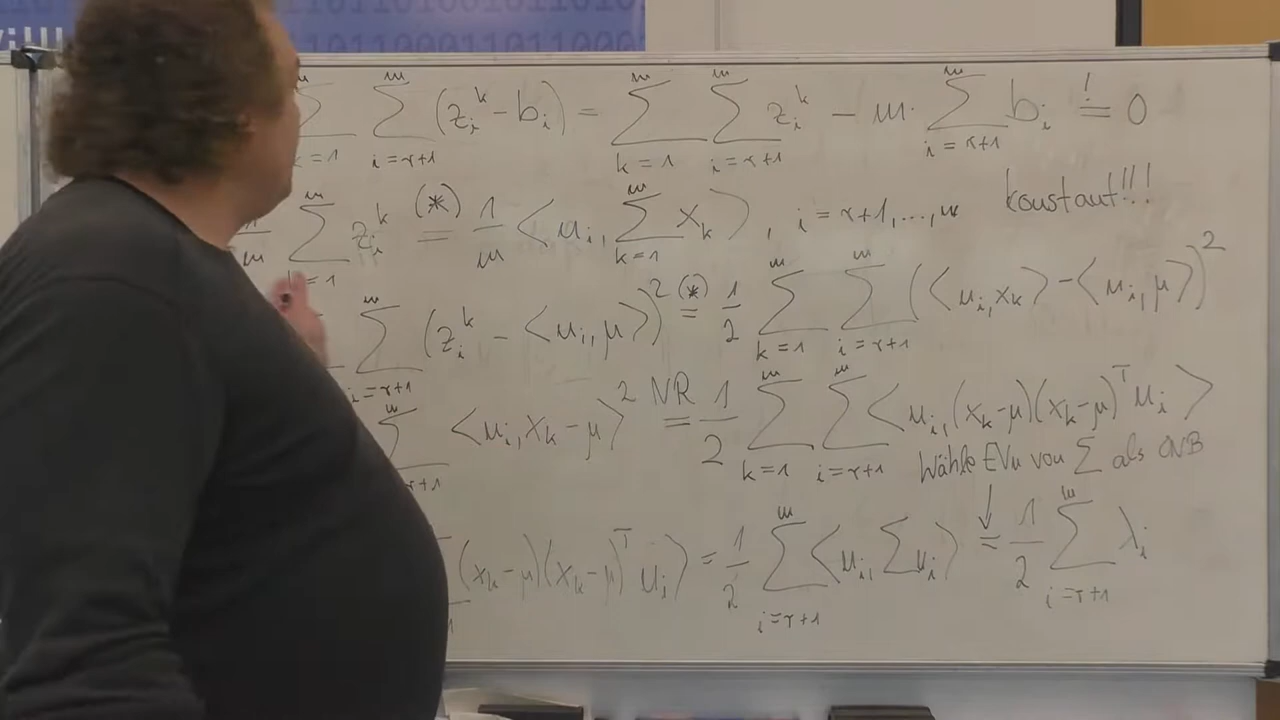 1101101001011011010
110110001101101000
∑ ∑_{i=r+1}^{m} (z_i^k - b_i) = ∑_{k=1}^{m} ∑_{i=r+1}^{m} z_i^k - m · ∑_{i=r+1}^{m} b_i =! 0
konstant!!!
∑_{k=1}^{m} z_i^k (*)= 1/m <u_i, ∑_{k=1}^{m} x_k>, i = r+1, ..., m
∑_{i=r+1}^{m} (z_i^k - <u_i, μ>)^2 (*)= 1/2 ∑_{k=1}^{m} ∑_{i=r+1}^{m} (<u_i, x_k> - <u_i, μ>)^2
∑ <u_i, x_k - μ>^2 NR= 1/2 ∑_{k=1}^{m} ∑_{i=r+1}^{m} <u_i, (x_k - μ)(x_k - μ)^T u_i>
Wähle EVn von ∑ als ONB
(x_k - μ)(x_k - μ)^T u_i> = 1/2 ∑_{i=r+1}^{m} <u_i, ∑ u_i> = 1/2 ∑_{i=r+1}^{m} λ_i